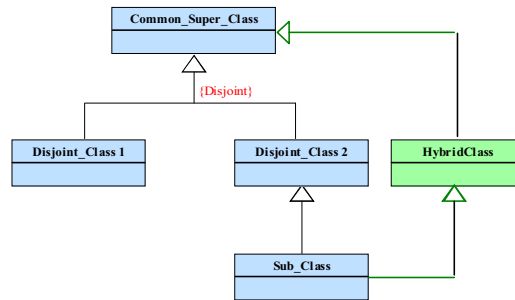 Common_Super_Class
{Disjoint}
Disjoint_Class 1
Disjoint_Class 2
HybridClass
Sub_Class